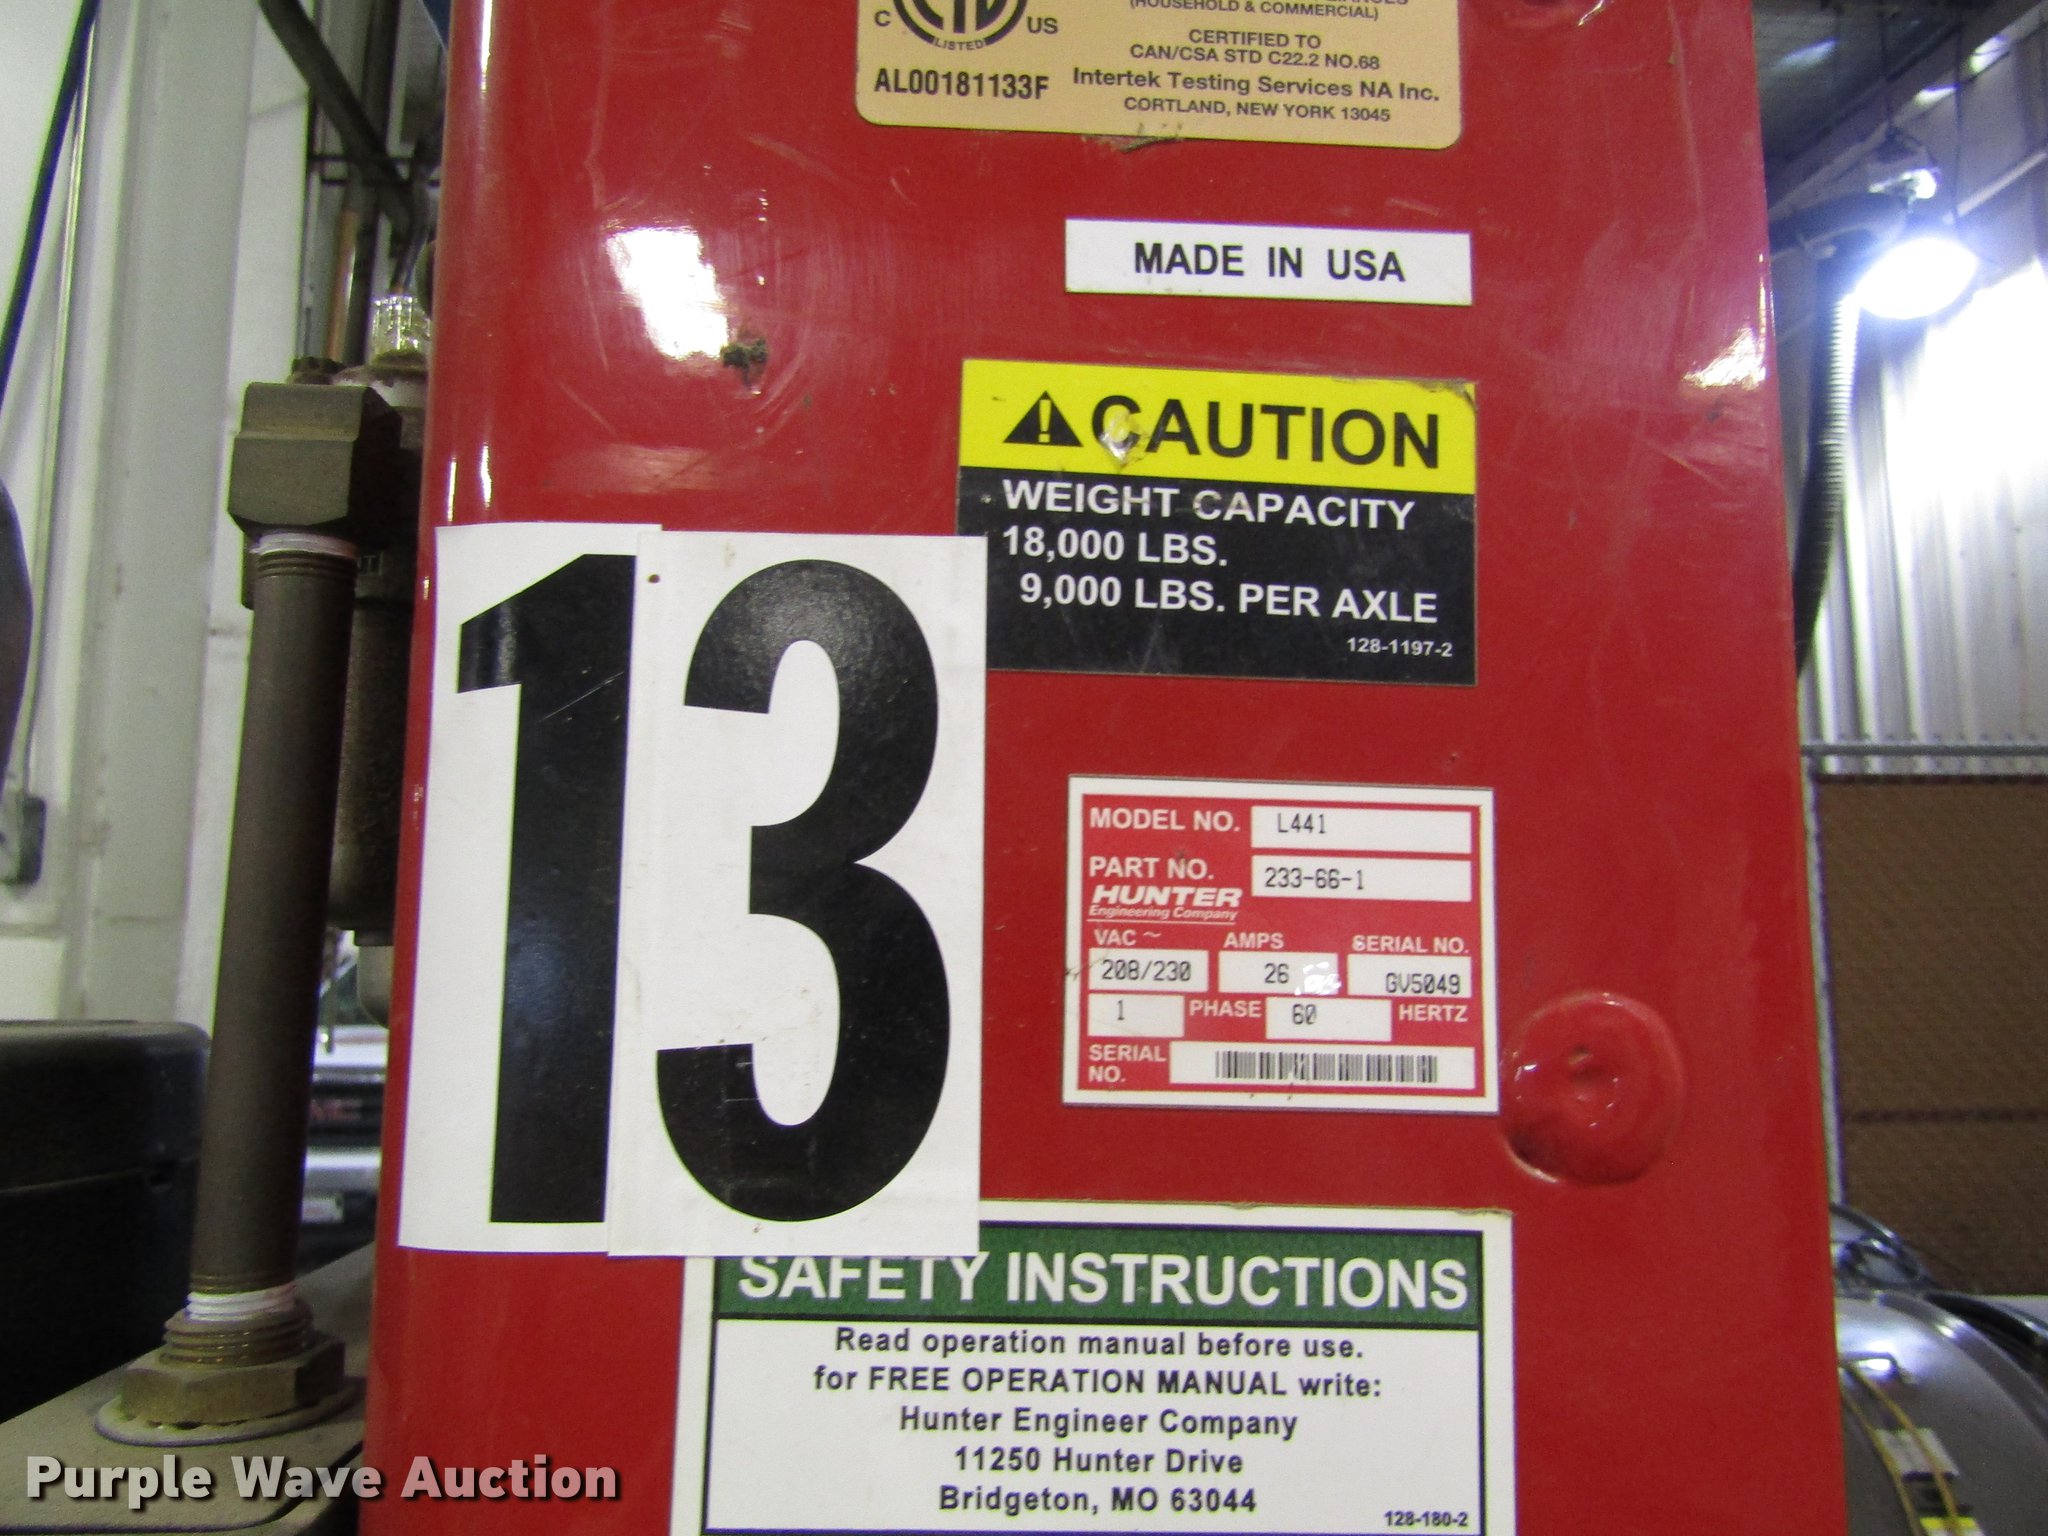 (HOUSEHOLD & COMMERCIAL)
C US
LISTED
CERTIFIED TO
CAN/CSA STD C22.2 NO.68
AL00181133F
Intertek Testing Services NA Inc.
CORTLAND, NEW YORK 13045
MADE IN USA
CAUTION
WEIGHT CAPACITY
18,000 LBS.
9,000 LBS. PER AXLE
128-1197-2
13
MODEL NO. L441
PART NO. 233-66-1
HUNTER
Engineering Company
VAC ~ AMPS SERIAL NO.
208/230 26 GV5049
1 PHASE 60 HERTZ
SERIAL
NO.
SAFETY INSTRUCTIONS
Read operation manual before use.
for FREE OPERATION MANUAL write:
Hunter Engineer Company
11250 Hunter Drive
Bridgeton, MO 63044
128-180-2
Purple Wave Auction